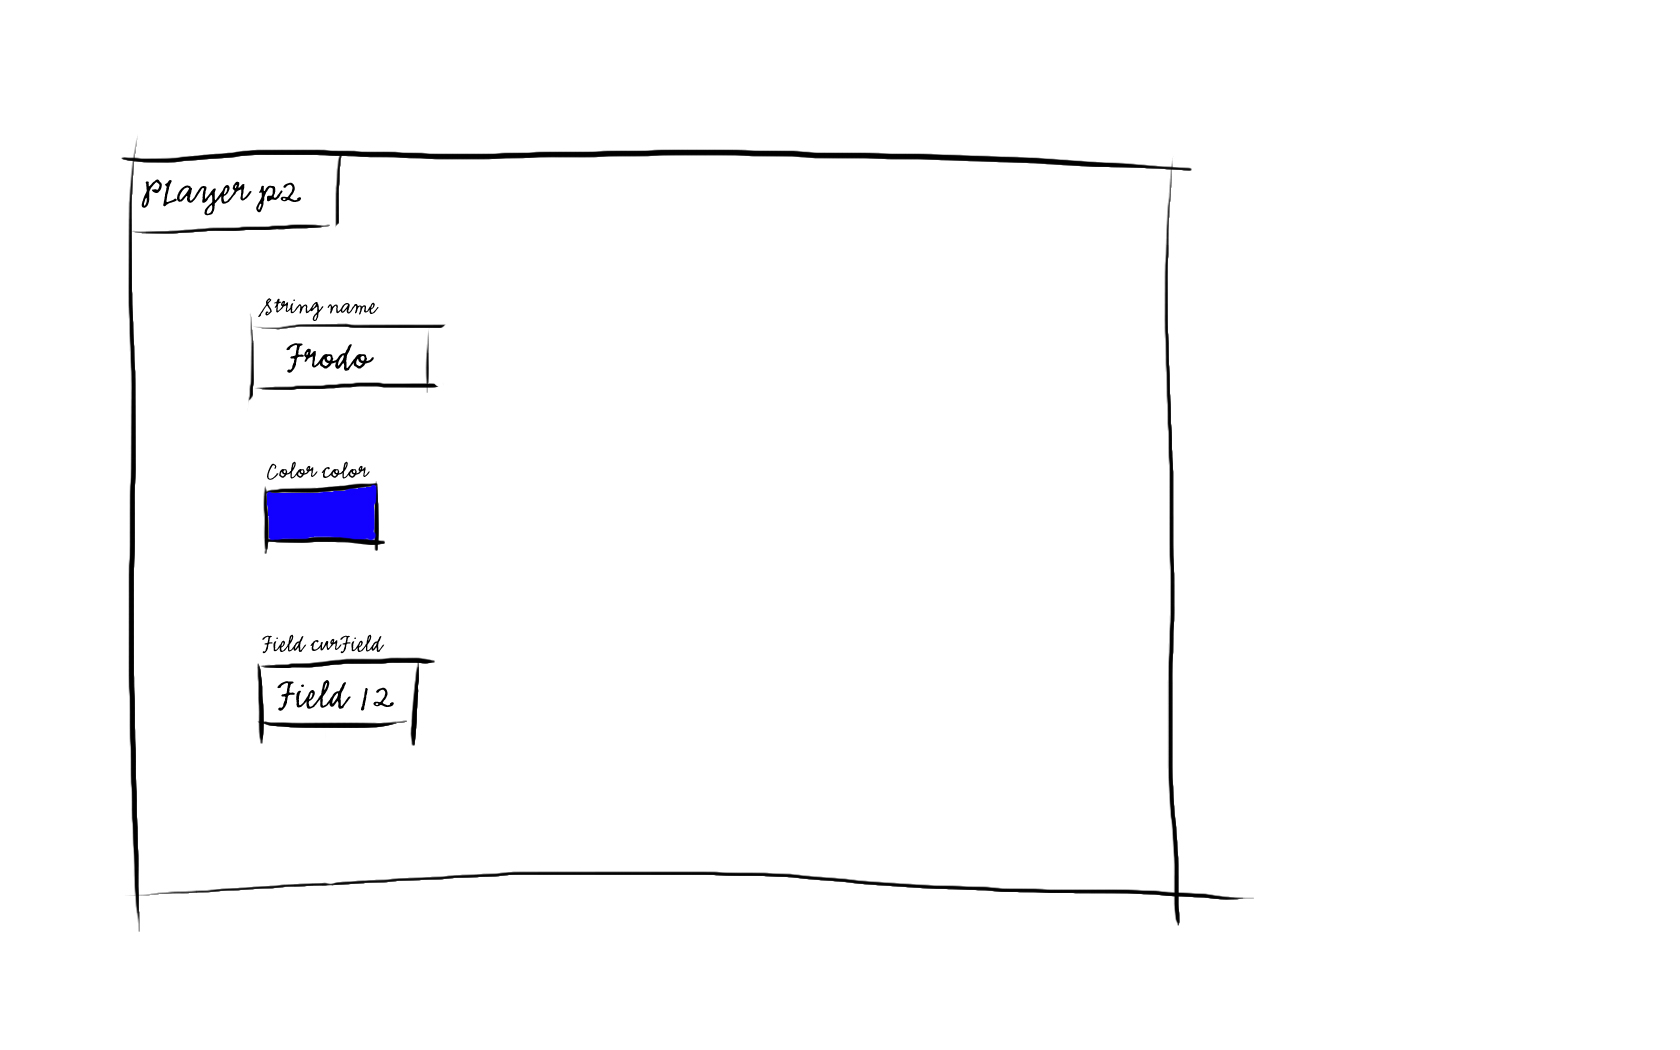 Player p2
String name
Frodo
Color color
Field curField
Field 12